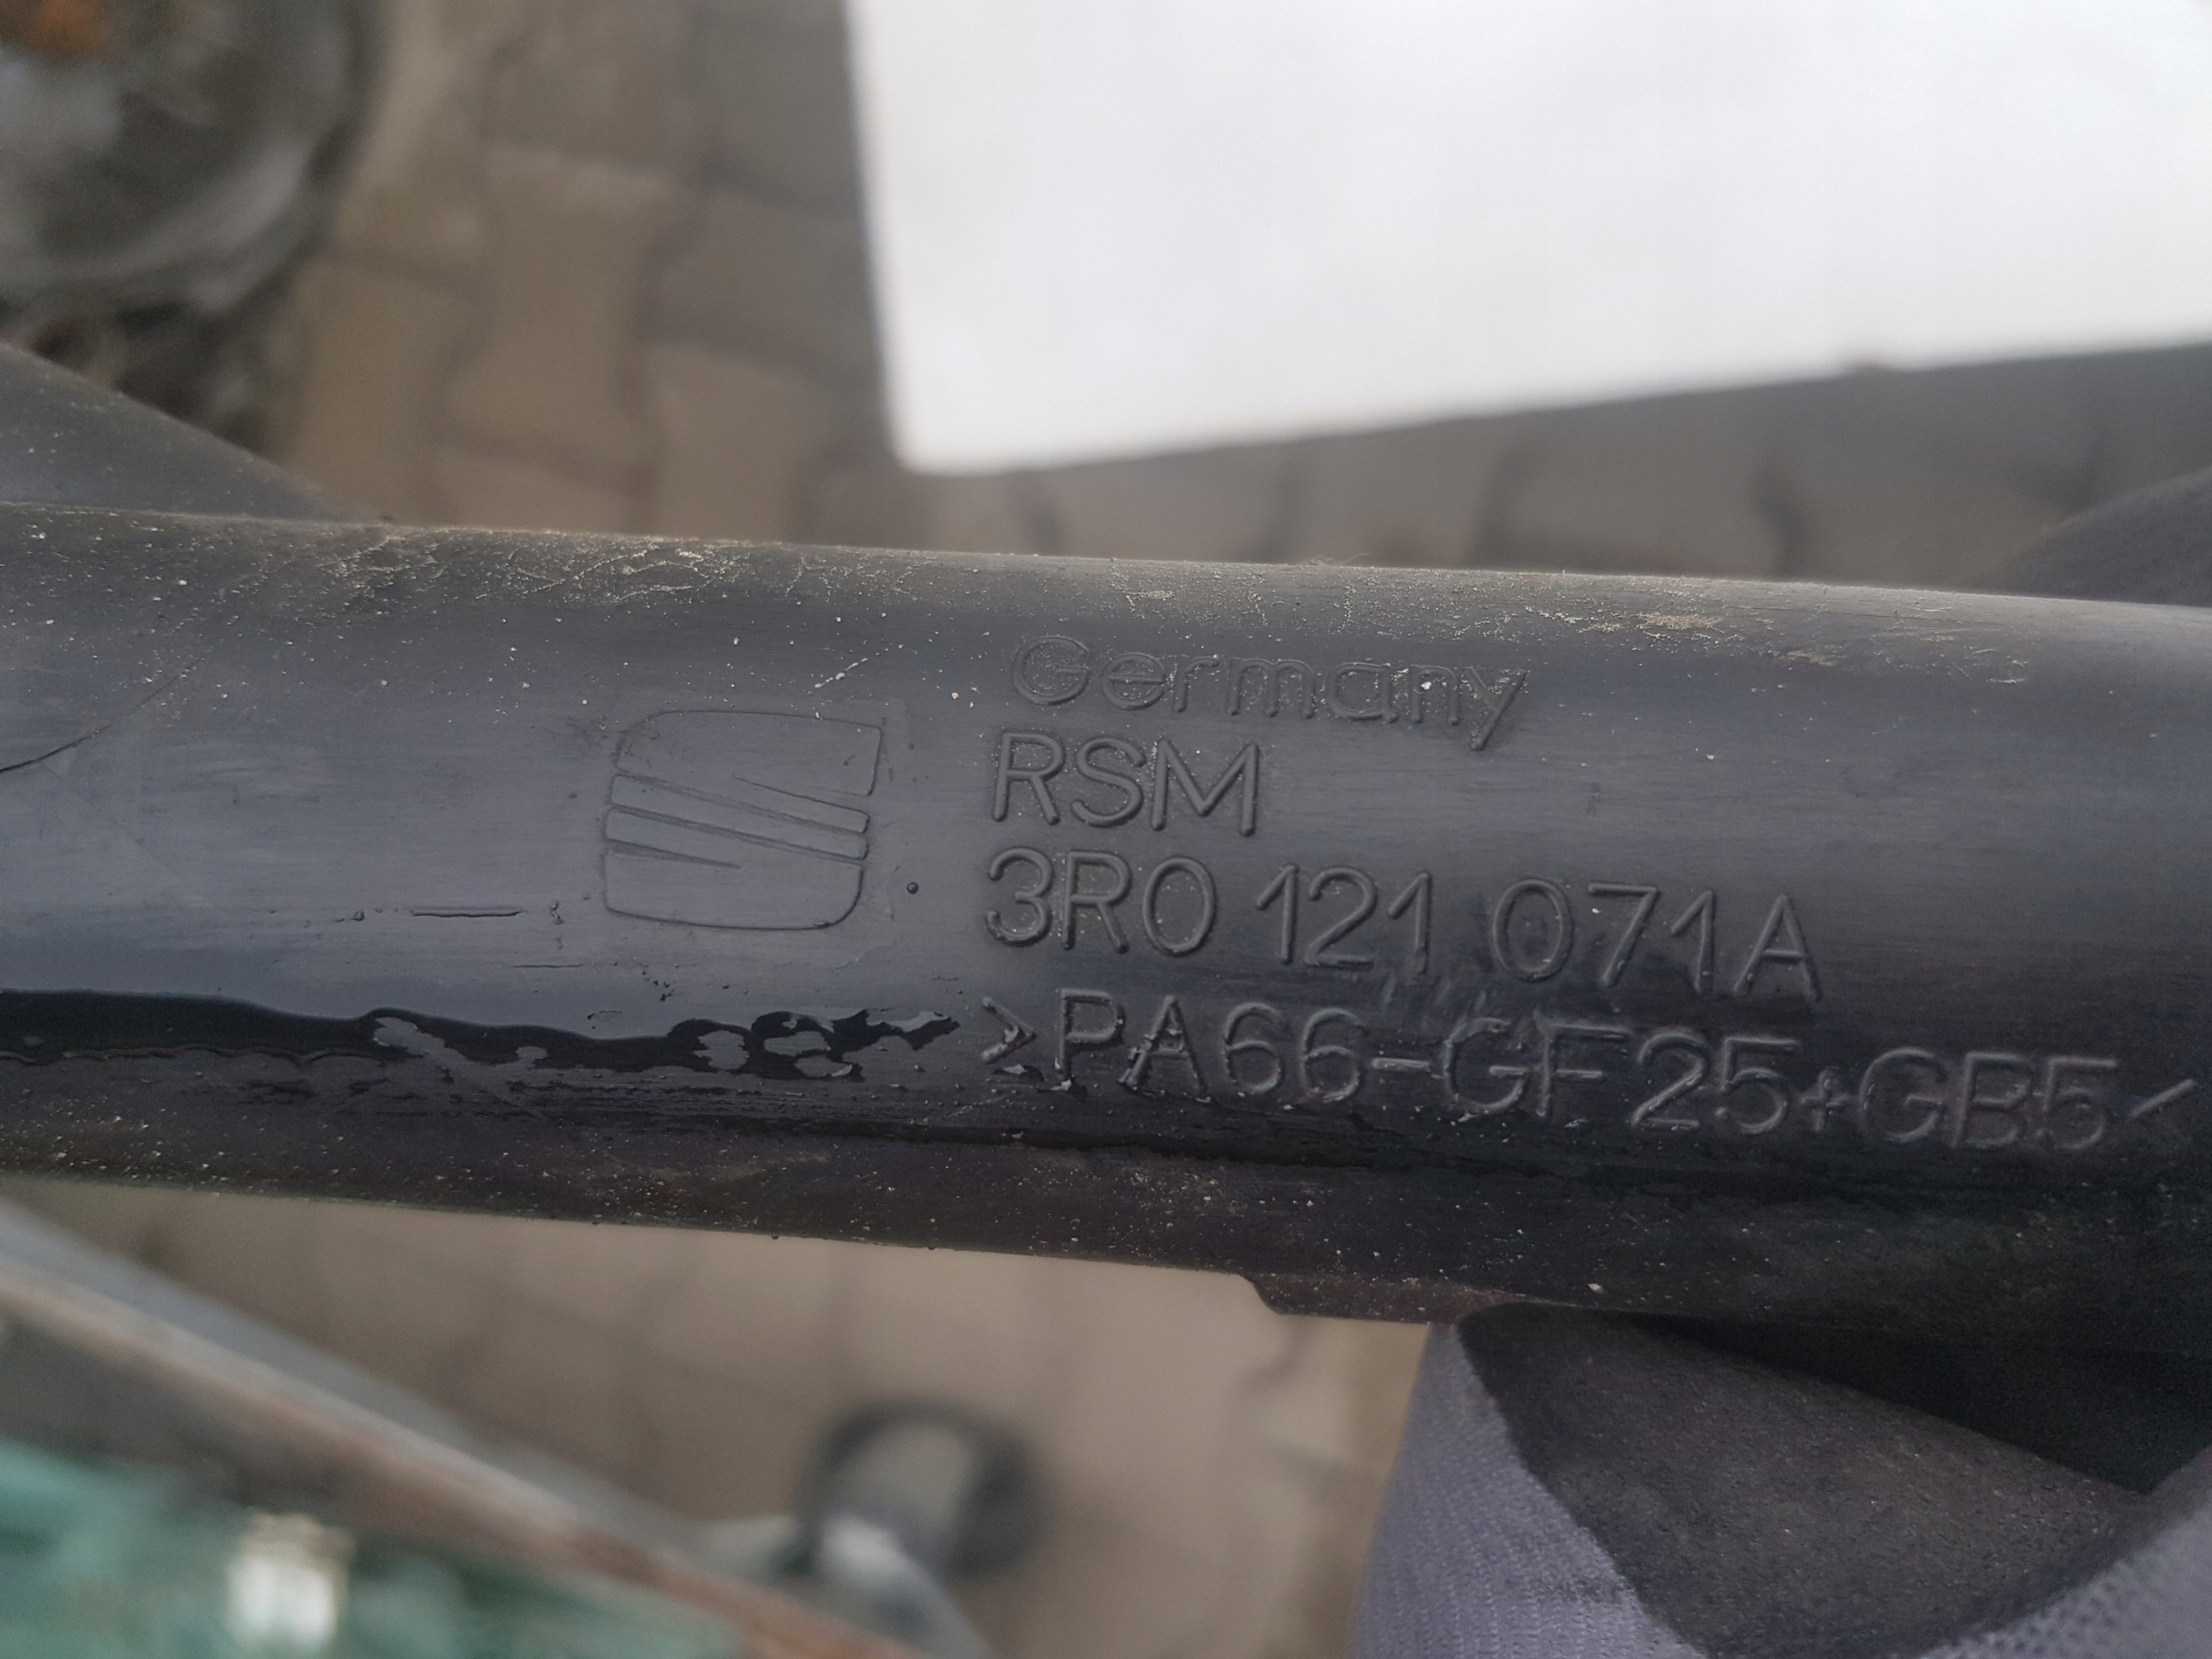 Germany
RSM
3R0 121 071A
>PA66-GF25+GB5<